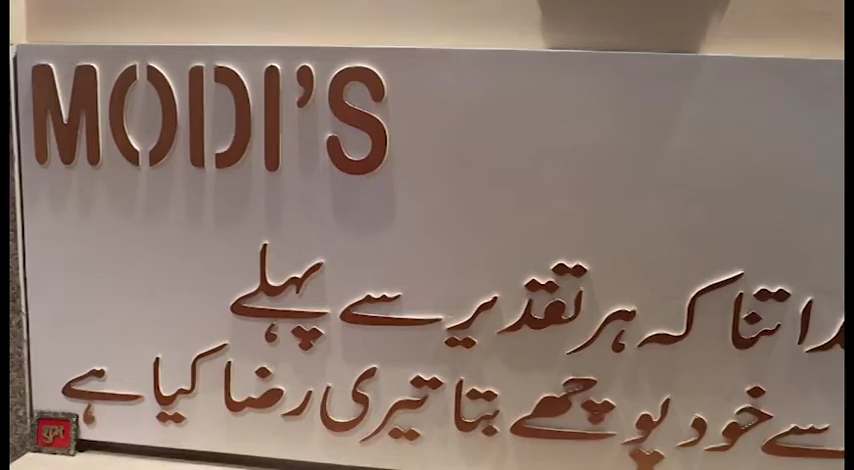 MODI'S
اتنا کہ ہر تقدیر سے پہلے
سے خود پوچھے بتا تیری رضا کیا ہے
शुभ